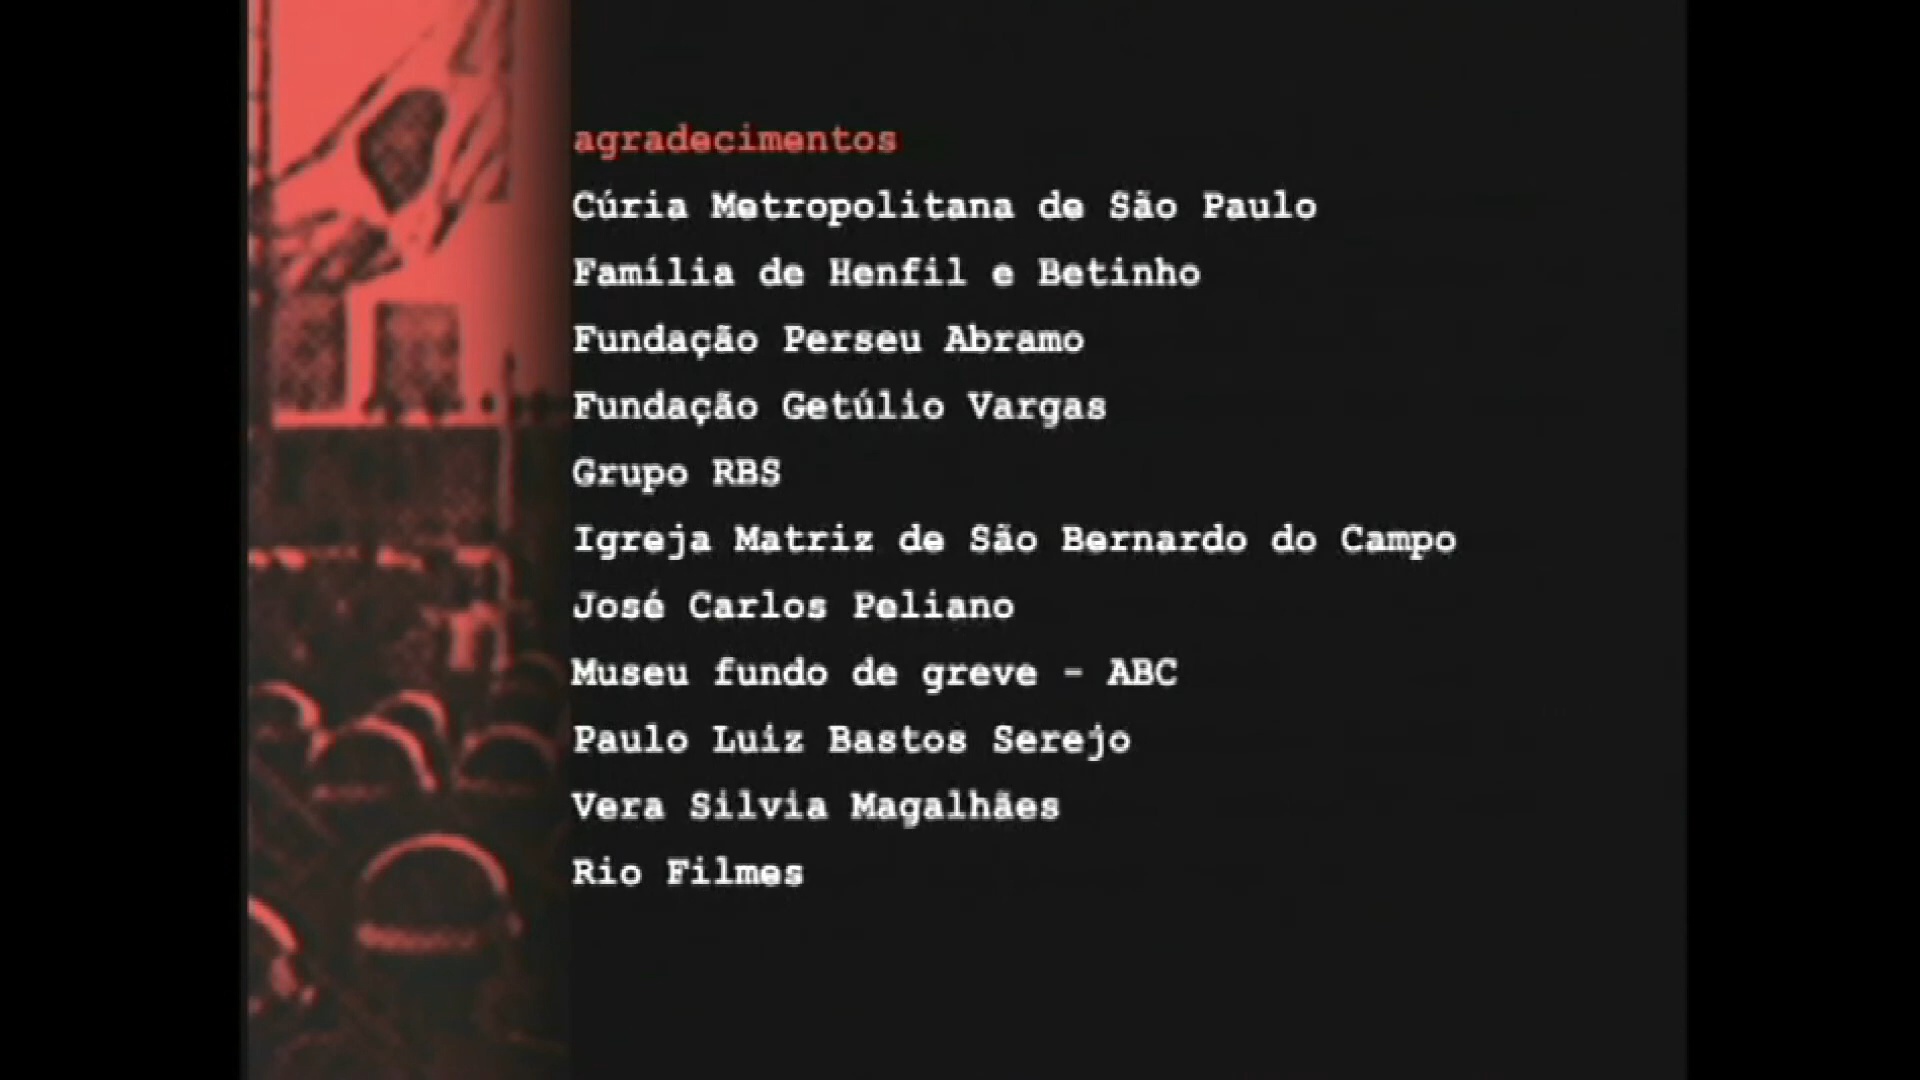 agradecimentos
Cúria Metropolitana de São Paulo
Família de Henfil e Betinho
Fundação Perseu Abramo
Fundação Getúlio Vargas
Grupo RBS
Igreja Matriz de São Bernardo do Campo
José Carlos Peliano
Museu fundo de greve - ABC
Paulo Luiz Bastos Serejo
Vera Silvia Magalhães
Rio Filmes